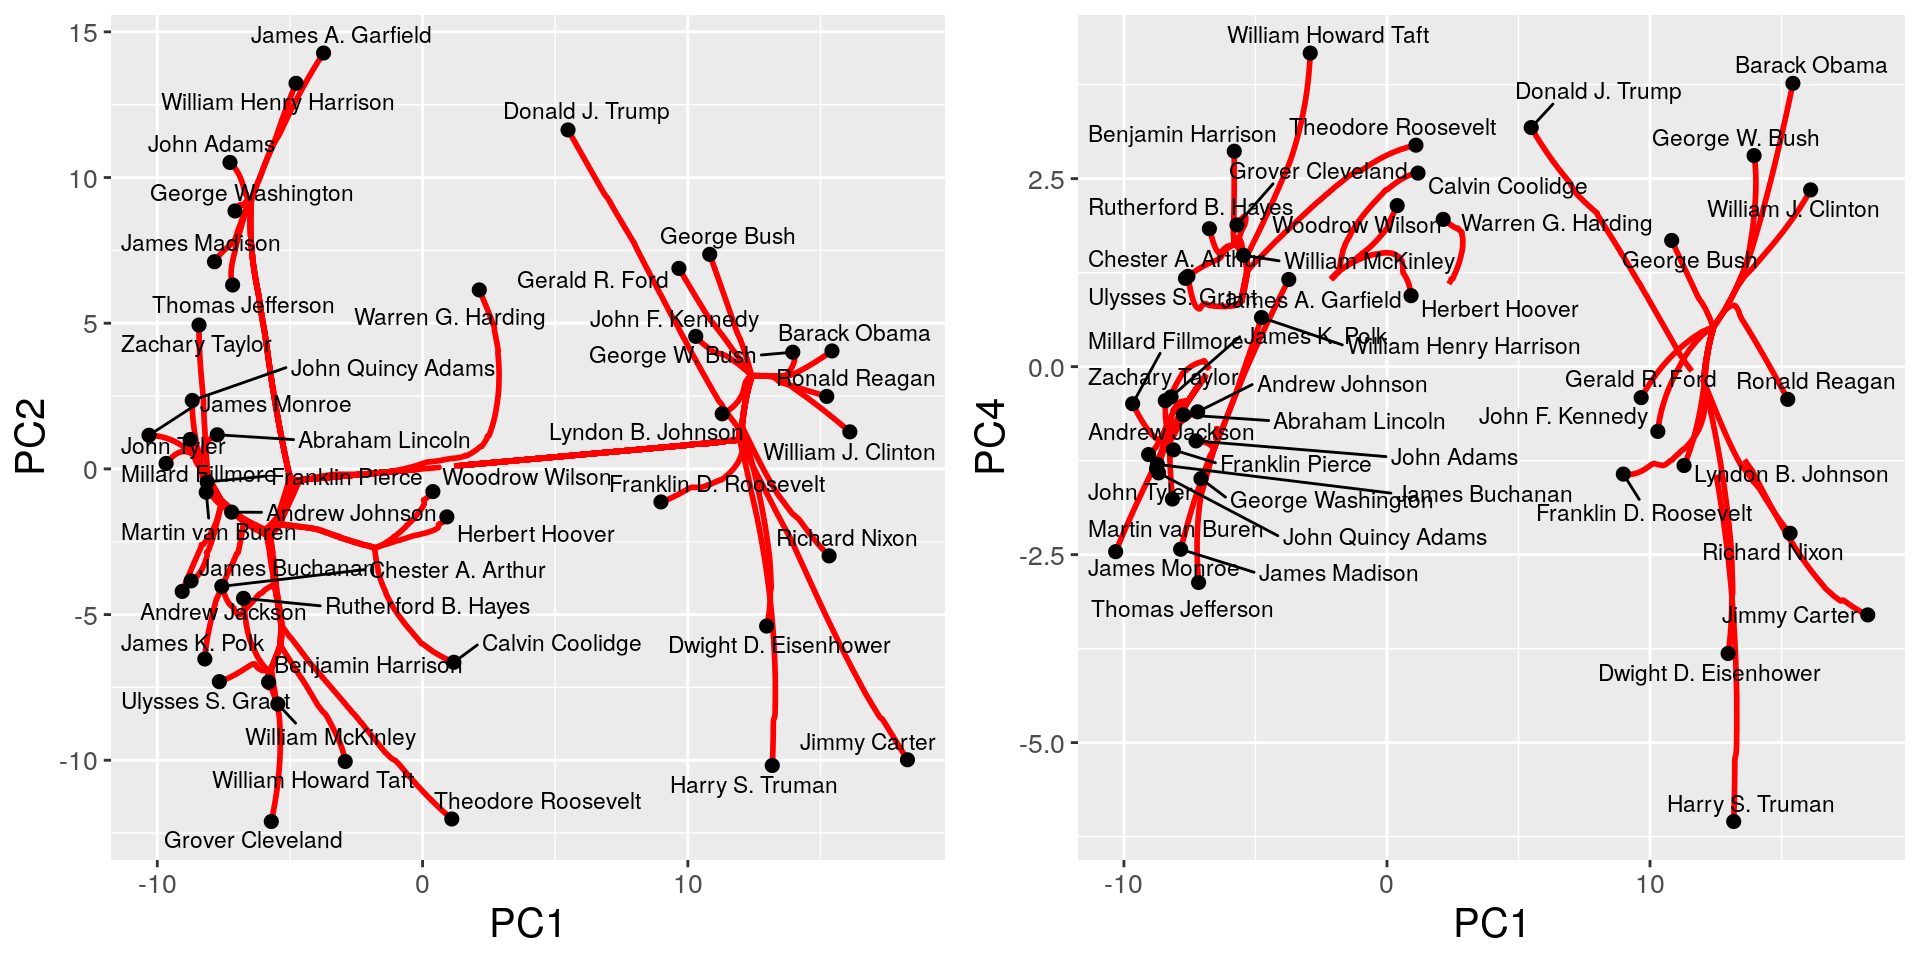 15
10
5
0
-5
-10
PC2
James A. Garfield
William Henry Harrison
Donald J. Trump
John Adams
George Washington
James Madison
George Bush
Gerald R. Ford
Thomas Jefferson
Warren G. Harding
John F. Kennedy
Barack Obama
Zachary Taylor
George W. Bush
John Quincy Adams
Ronald Reagan
James Monroe
Lyndon B. Johnson
Abraham Lincoln
John Tyler
William J. Clinton
Millard Fillmore
Franklin Pierce
Woodrow Wilson
Franklin D. Roosevelt
Andrew Johnson
Martin van Buren
Herbert Hoover
Richard Nixon
James Buchanan
Chester A. Arthur
Rutherford B. Hayes
Andrew Jackson
James K. Polk
Calvin Coolidge
Dwight D. Eisenhower
Benjamin Harrison
Ulysses S. Grant
William McKinley
Jimmy Carter
William Howard Taft
Harry S. Truman
Theodore Roosevelt
Grover Cleveland
-10
0
10
PC1
2.5
0.0
-2.5
-5.0
PC4
William Howard Taft
Barack Obama
Donald J. Trump
Benjamin Harrison
Theodore Roosevelt
George W. Bush
Grover Cleveland
Calvin Coolidge
Rutherford B. Hayes
William J. Clinton
Woodrow Wilson
Warren G. Harding
Chester A. Arthur
William McKinley
George Bush
Ulysses S. Grant
James A. Garfield
Herbert Hoover
Millard Fillmore
James K. Polk
William Henry Harrison
Zachary Taylor
Andrew Johnson
Gerald R. Ford
Ronald Reagan
Abraham Lincoln
John F. Kennedy
Andrew Jackson
John Adams
Franklin Pierce
Lyndon B. Johnson
John Tyler
George Washington
James Buchanan
Franklin D. Roosevelt
Martin van Buren
John Quincy Adams
Richard Nixon
James Monroe
James Madison
Thomas Jefferson
Jimmy Carter
Dwight D. Eisenhower
Harry S. Truman
-10
0
10
PC1